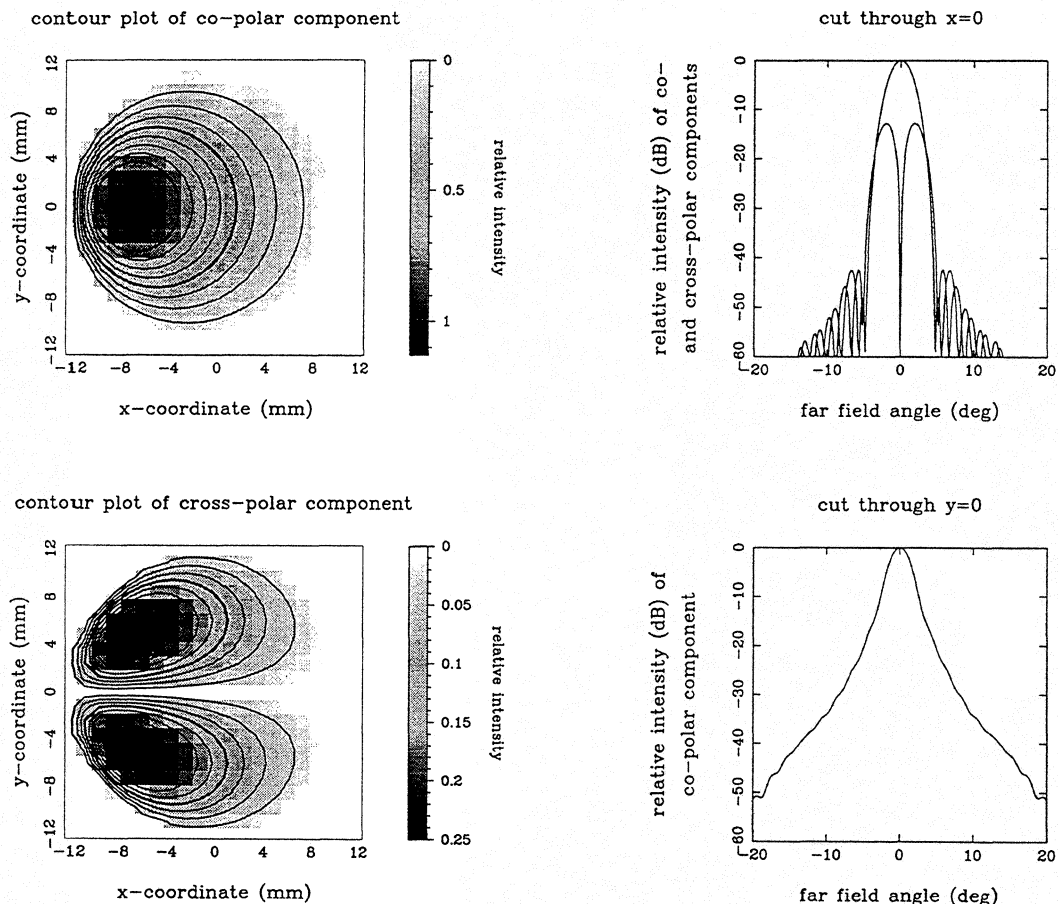 contour plot of co-polar component
12
8
4
0
-4
-8
-12
y-coordinate (mm)
-12 -8 -4 0 4 8 12
x-coordinate (mm)
0
0.5
1
relative intensity
cut through x=0
relative intensity (dB) of co-
and cross-polar components
0
-10
-20
-30
-40
-50
-60
-20 -10 0 10 20
far field angle (deg)
contour plot of cross-polar component
12
8
4
0
-4
-8
-12
y-coordinate (mm)
-12 -8 -4 0 4 8 12
x-coordinate (mm)
0
0.05
0.1
0.15
0.2
0.25
relative intensity
cut through y=0
relative intensity (dB) of
co-polar component
0
-10
-20
-30
-40
-50
-60
-20 -10 0 10 20
far field angle (deg)